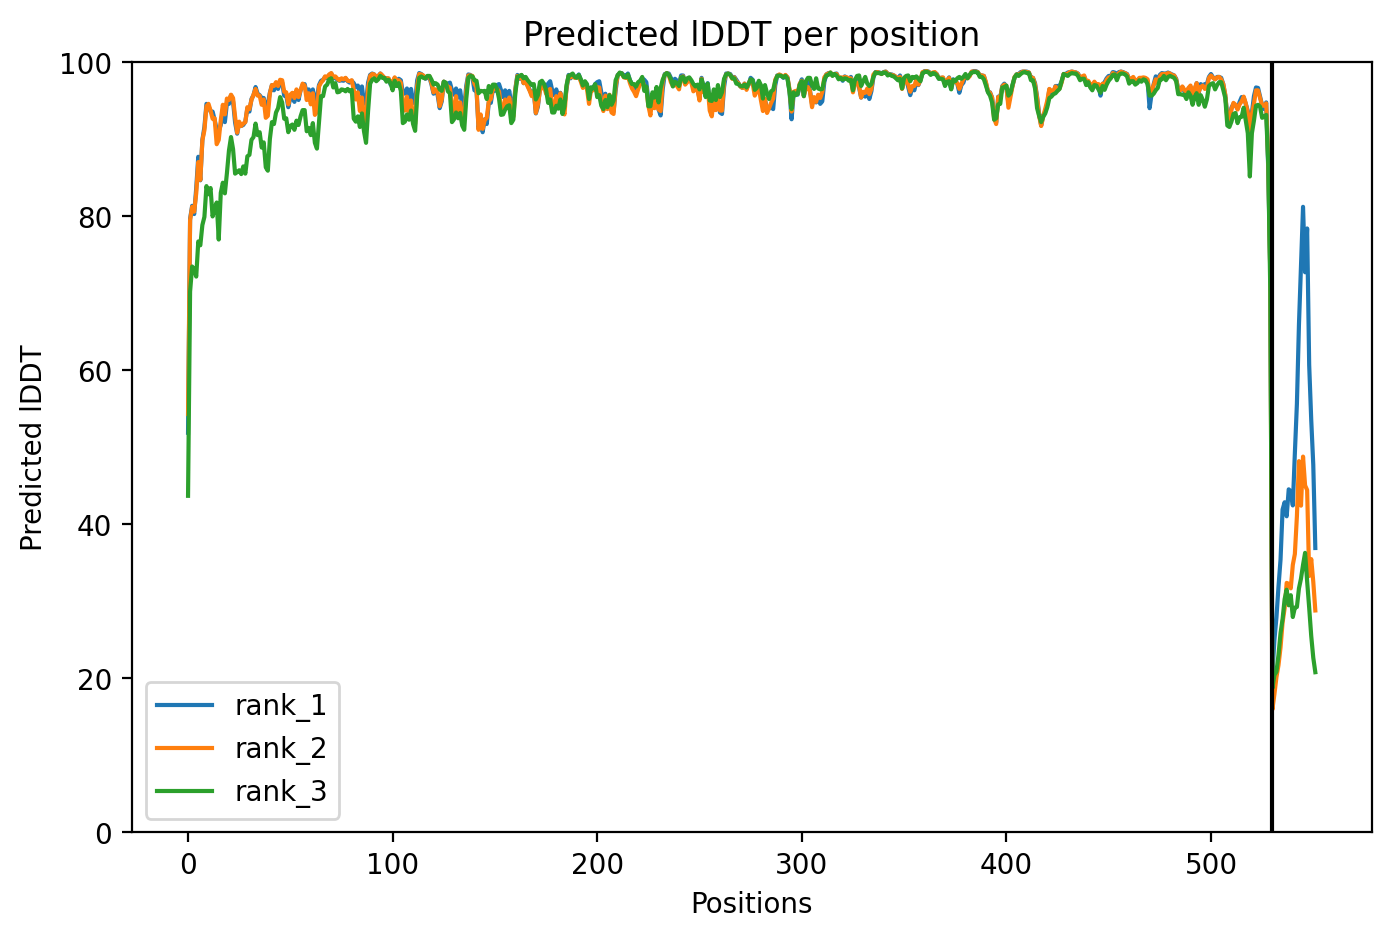 Predicted lDDT per position
Predicted lDDT
100
80
60
40
20
0
rank_1
rank_2
rank_3
0 100 200 300 400 500
Positions